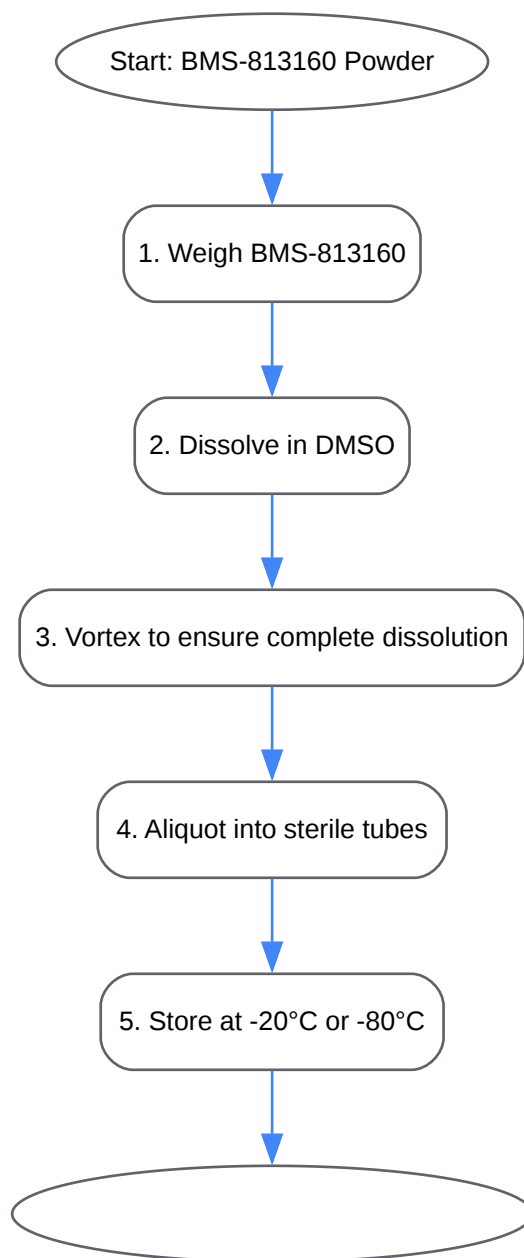 Start: BMS-813160 Powder
1. Weigh BMS-813160
2. Dissolve in DMSO
3. Vortex to ensure complete dissolution
4. Aliquot into sterile tubes
5. Store at -20°C or -80°C